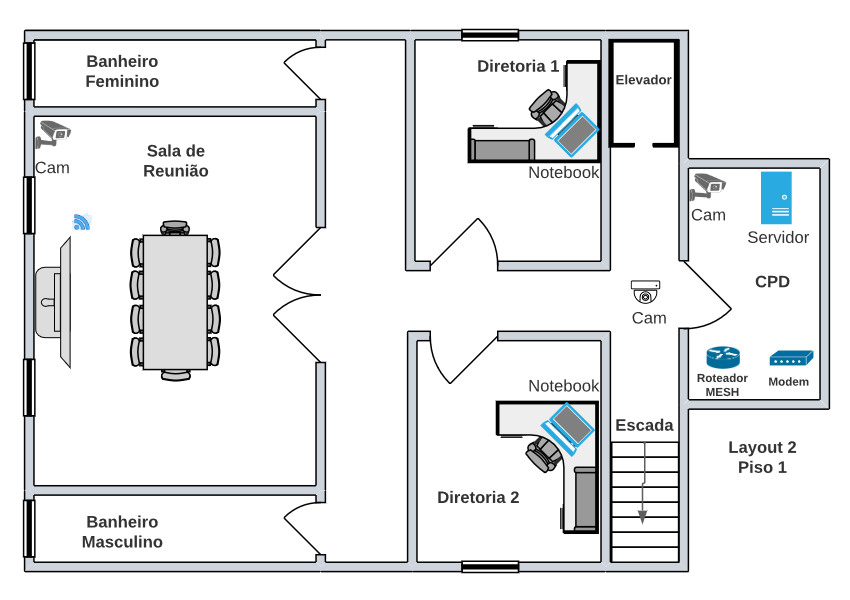 Banheiro
Feminino
Diretoria 1
Elevador
Cam
Sala de
Reunião
Notebook
Cam
Servidor
CPD
Cam
Roteador
MESH
Modem
Notebook
Escada
Layout 2
Piso 1
Diretoria 2
Banheiro
Masculino